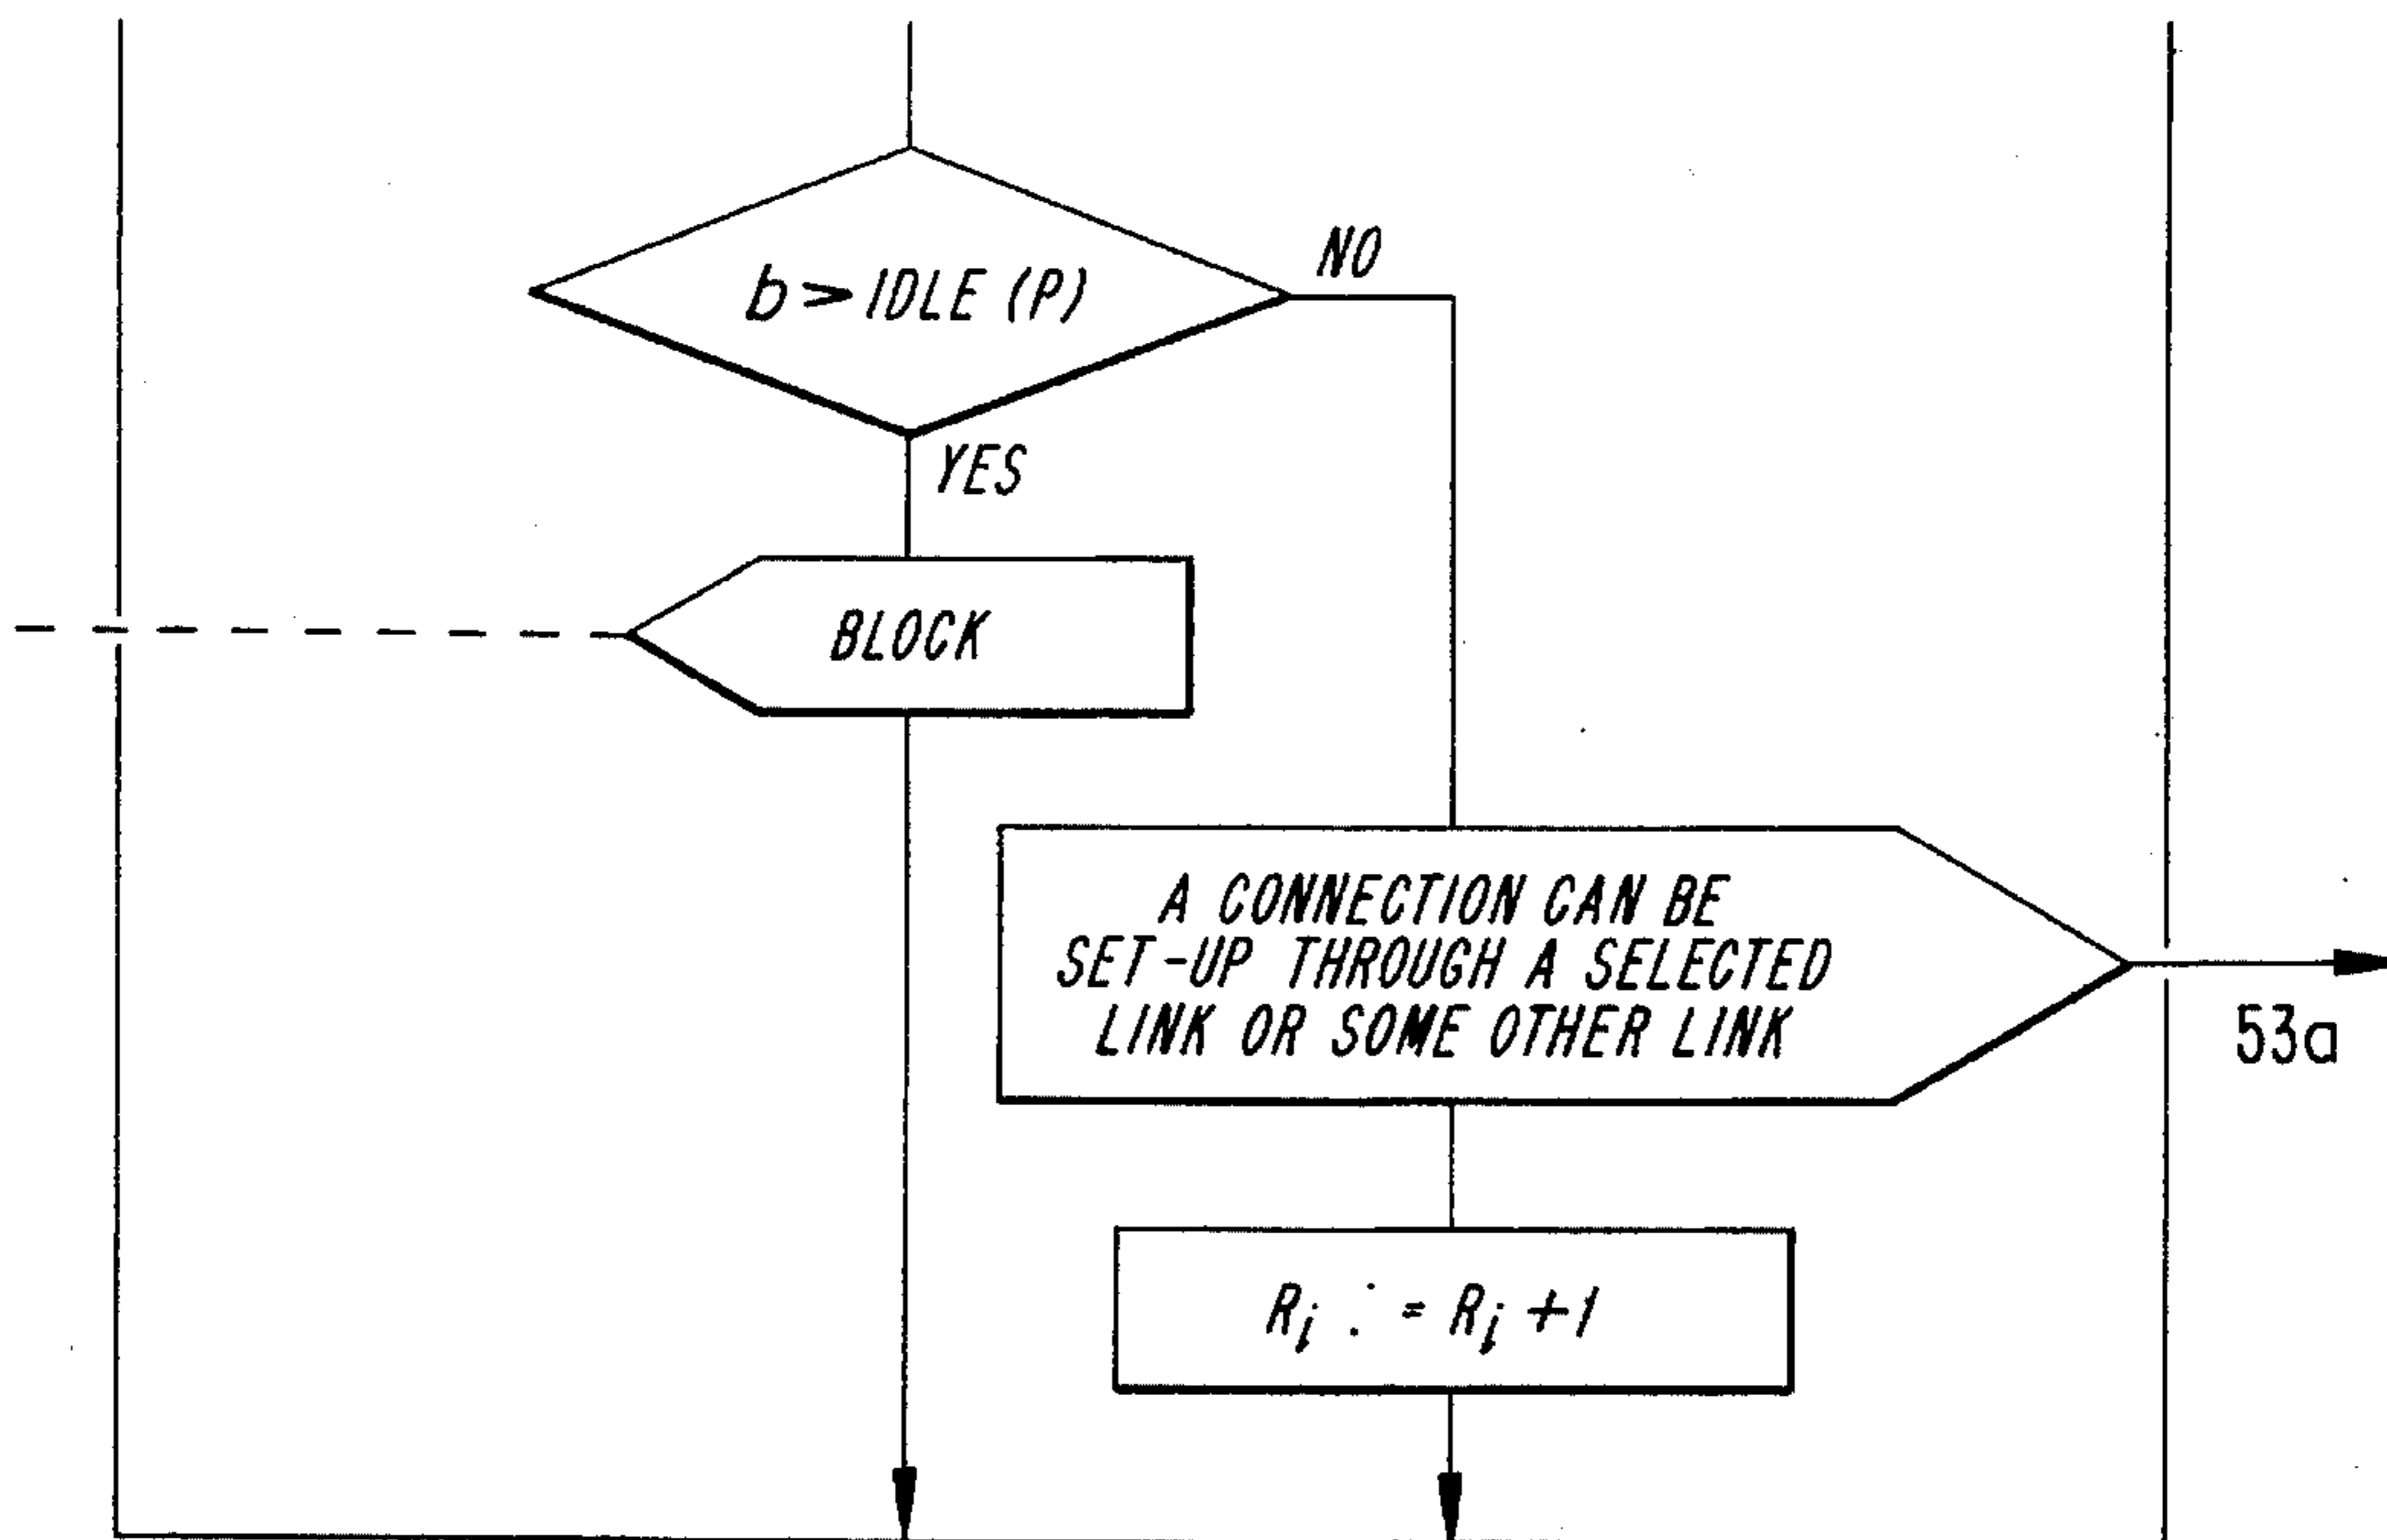 b > IDLE (P)
NO
YES
BLOCK
A CONNECTION CAN BE
SET-UP THROUGH A SELECTED
LINK OR SOME OTHER LINK
53a
Ri := Ri +1